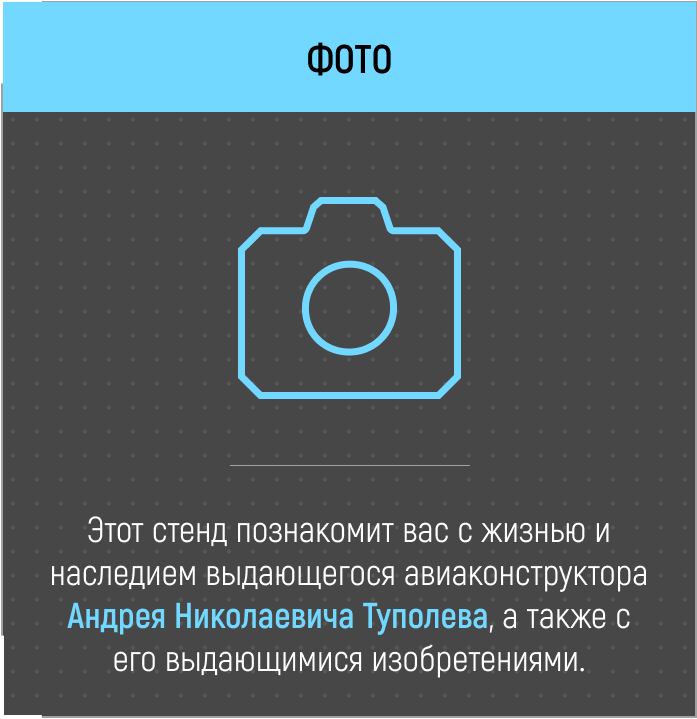 ФОТО
Этот стенд познакомит вас с жизнью и
наследием выдающегося авиаконструктора
Андрея Николаевича Туполева, а также с
его выдающимися изобретениями.